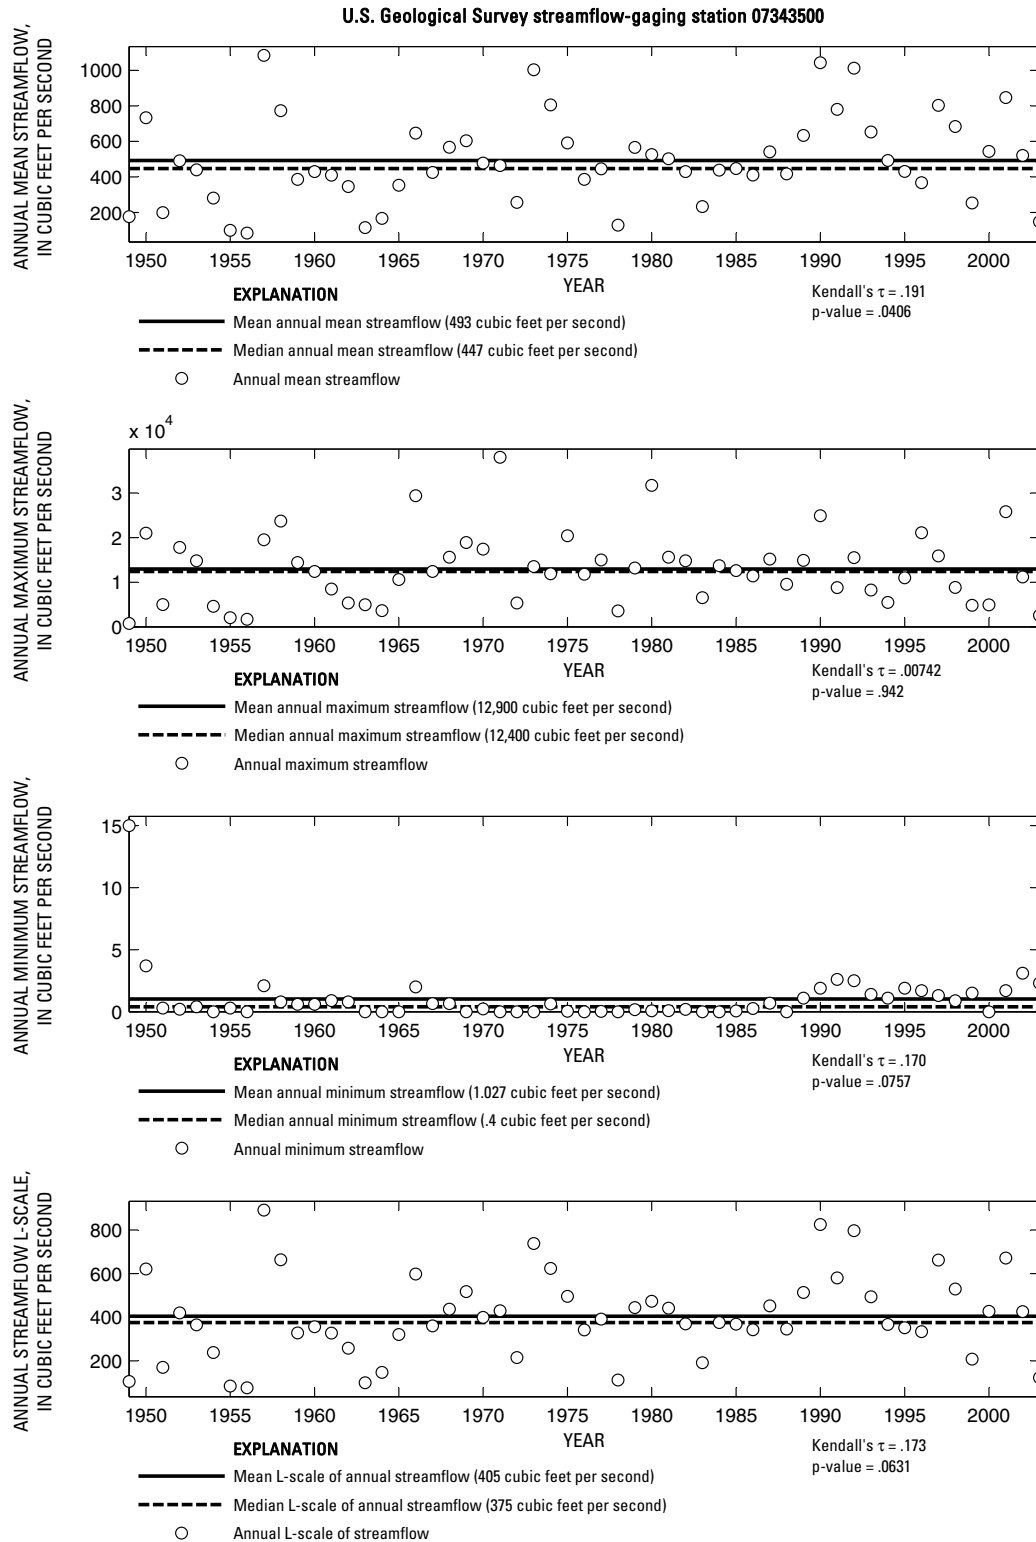 U.S. Geological Survey streamflow-gaging station 07343500
ANNUAL MEAN STREAMFLOW,
IN CUBIC FEET PER SECOND
1000
800
600
400
200
1950 1955 1960 1965 1970 1975 1980 1985 1990 1995 2000
YEAR
Kendall's τ = .191
p-value = .0406
EXPLANATION
Mean annual mean streamflow (493 cubic feet per second)
Median annual mean streamflow (447 cubic feet per second)
Annual mean streamflow
ANNUAL MAXIMUM STREAMFLOW,
IN CUBIC FEET PER SECOND
x 10^4
3
2
1
0
1950 1955 1960 1965 1970 1975 1980 1985 1990 1995 2000
YEAR
Kendall's τ = .00742
p-value = .942
EXPLANATION
Mean annual maximum streamflow (12,900 cubic feet per second)
Median annual maximum streamflow (12,400 cubic feet per second)
Annual maximum streamflow
ANNUAL MINIMUM STREAMFLOW,
IN CUBIC FEET PER SECOND
15
10
5
0
1950 1955 1960 1965 1970 1975 1980 1985 1990 1995 2000
YEAR
Kendall's τ = .170
p-value = .0757
EXPLANATION
Mean annual minimum streamflow (1.027 cubic feet per second)
Median annual minimum streamflow (.4 cubic feet per second)
Annual minimum streamflow
ANNUAL STREAMFLOW L-SCALE,
IN CUBIC FEET PER SECOND
800
600
400
200
1950 1955 1960 1965 1970 1975 1980 1985 1990 1995 2000
YEAR
Kendall's τ = .173
p-value = .0631
EXPLANATION
Mean L-scale of annual streamflow (405 cubic feet per second)
Median L-scale of annual streamflow (375 cubic feet per second)
Annual L-scale of streamflow